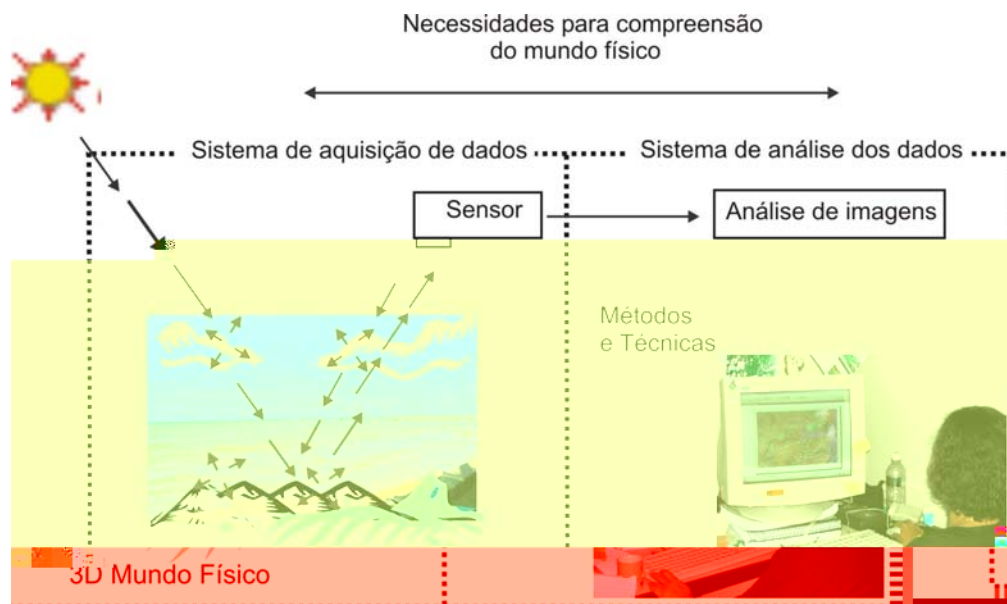 Necessidades para compreensão
do mundo físico
Sistema de aquisição de dados
Sistema de análise dos dados
Sensor
Análise de imagens
Métodos
e Técnicas
3D Mundo Físico